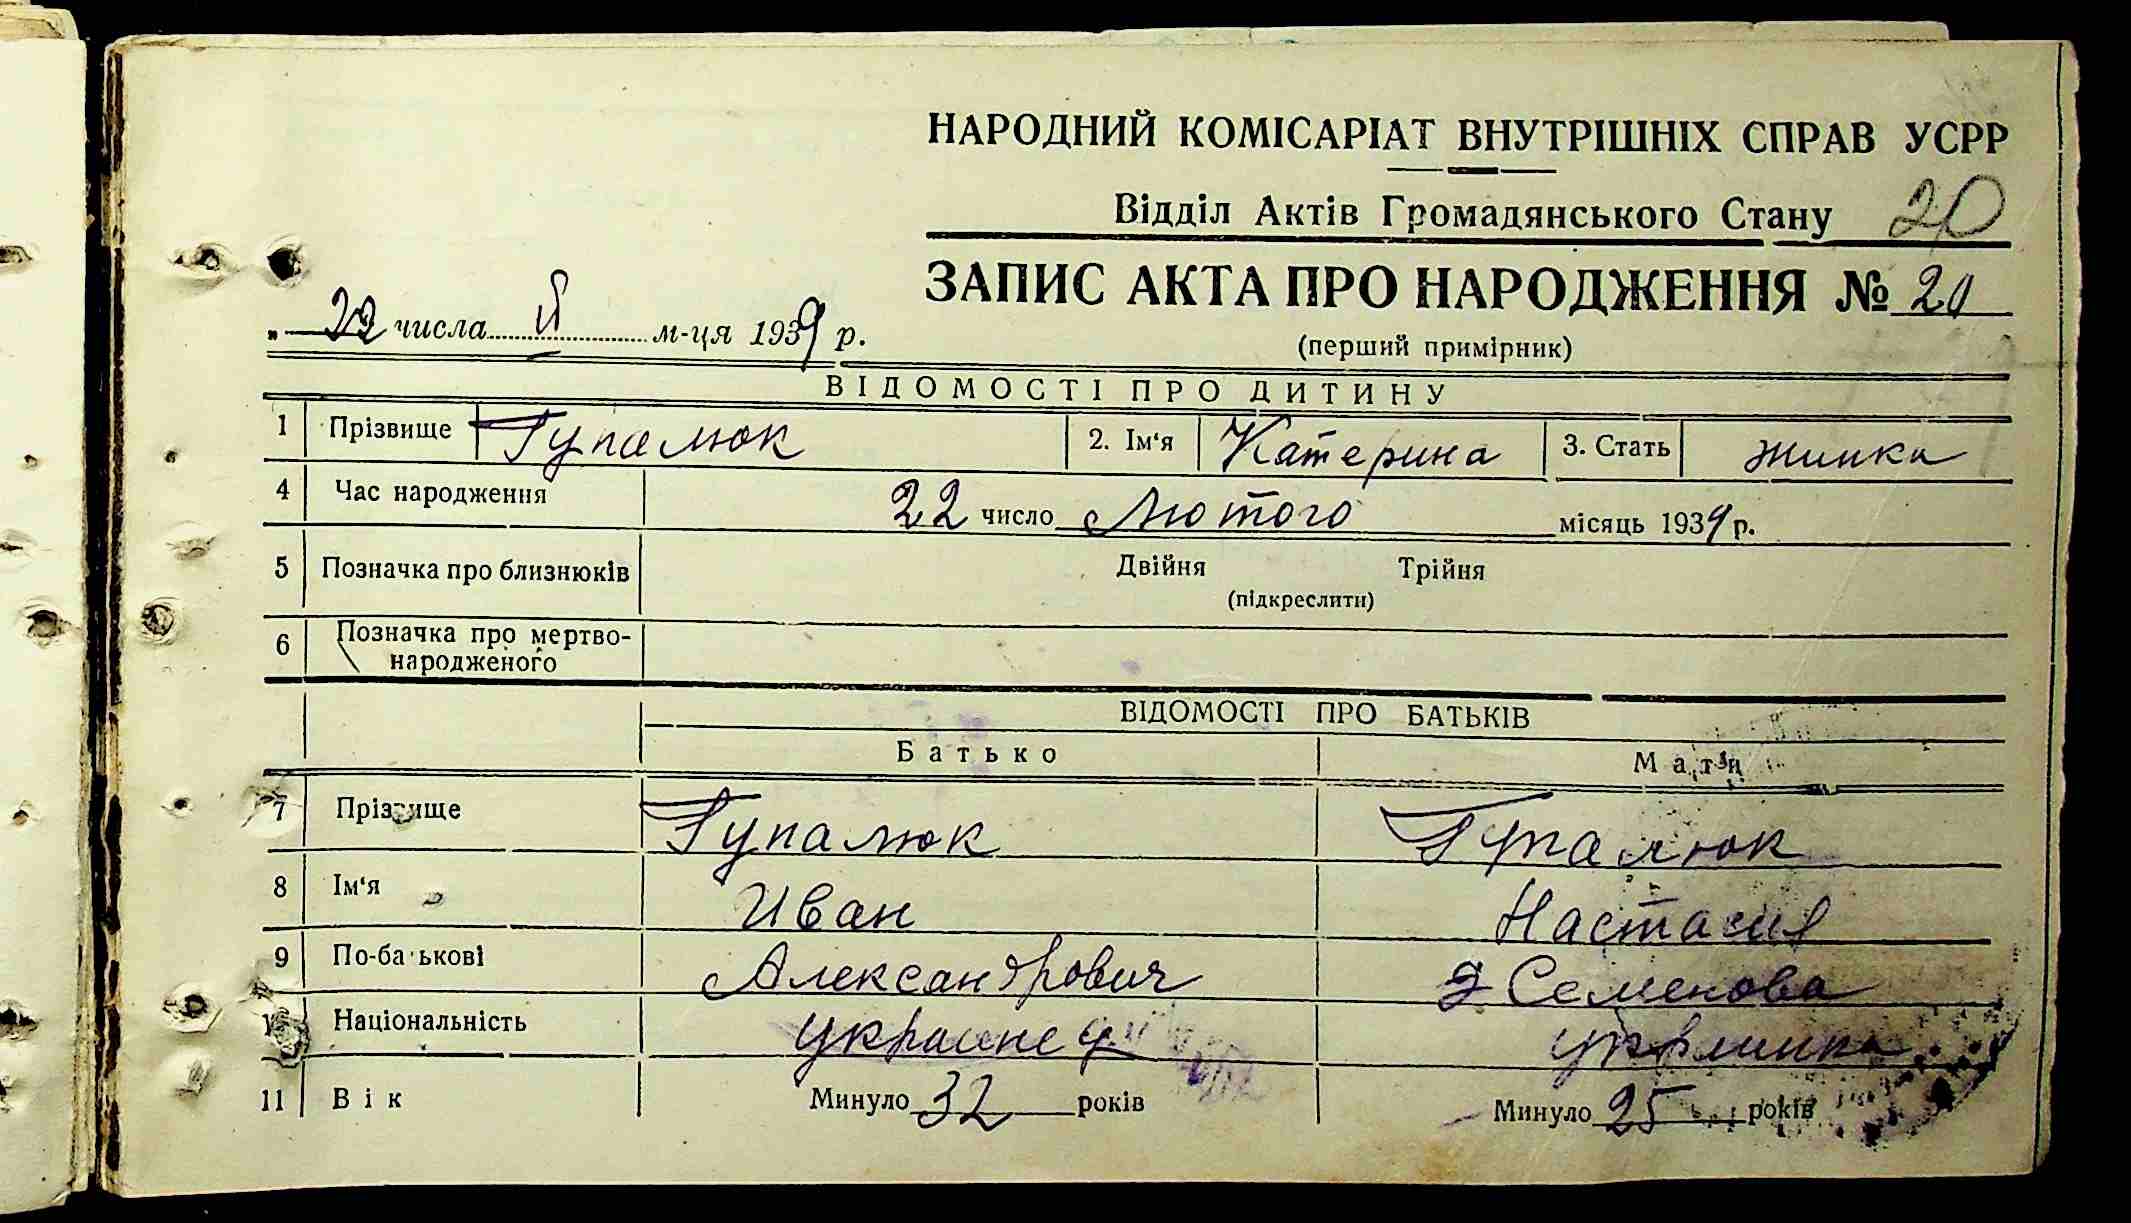 НАРОДНИЙ КОМІСАРІАТ ВНУТРІШНІХ СПРАВ УСРР
Відділ Актів Громадянського Стану 20
ЗАПИС АКТА ПРО НАРОДЖЕННЯ № 20
„ 22 числа II м-ця 1939 р.
(перший примірник)
ВІДОМОСТІ ПРО ДИТИНУ
1 Прізвище Гупалюк 2. Ім‘я Катерина 3. Стать жинка
4 Час народження 22 число Лютого місяць 1939 р.
5 Позначка про близнюків Двійня Трійня
(підкреслити)
6 Позначка про мертво-
народженого
ВІДОМОСТІ ПРО БАТЬКІВ
Батько Мати
7 Прізвище Гупалюк Гупалюк
8 Ім‘я Иван Настасия
9 По-батькові Александрович Семенова
10 Національність украинец украинка
11 Вік Минуло 32 років Минуло 25 років